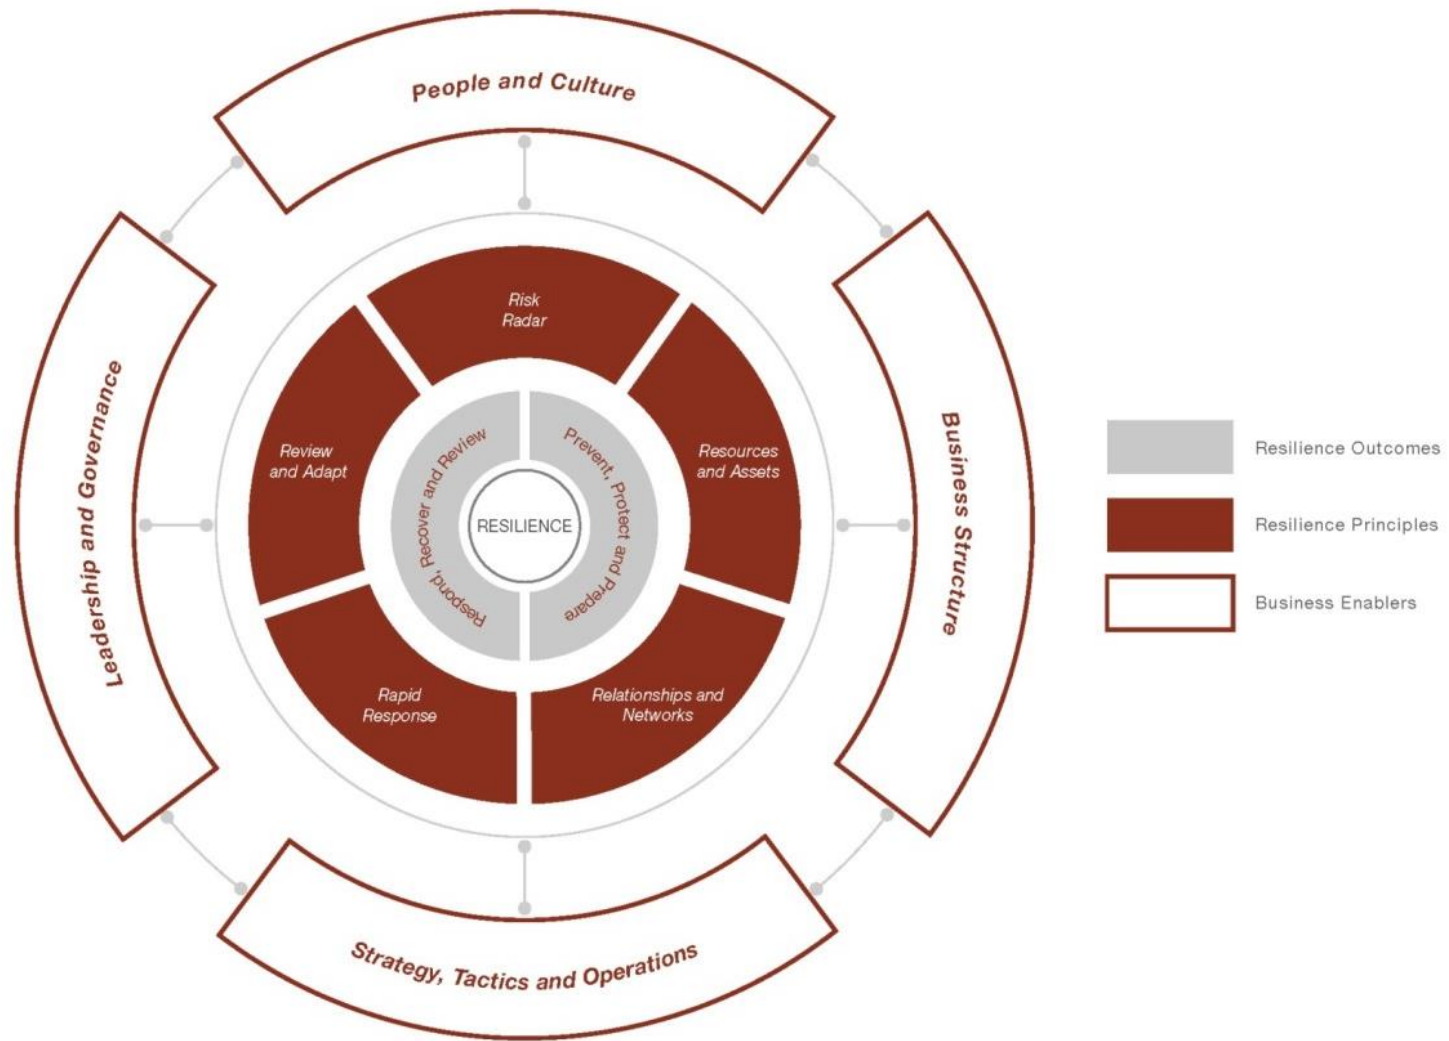 People and Culture
Risk
Radar
Review
and Adapt
Resources
and Assets
Leadership and Governance
Respond, Recover and Review
Prevent, Protect and Prepare
RESILIENCE
Business Structure
Rapid
Response
Relationships and
Networks
Strategy, Tactics and Operations
Resilience Outcomes
Resilience Principles
Business Enablers